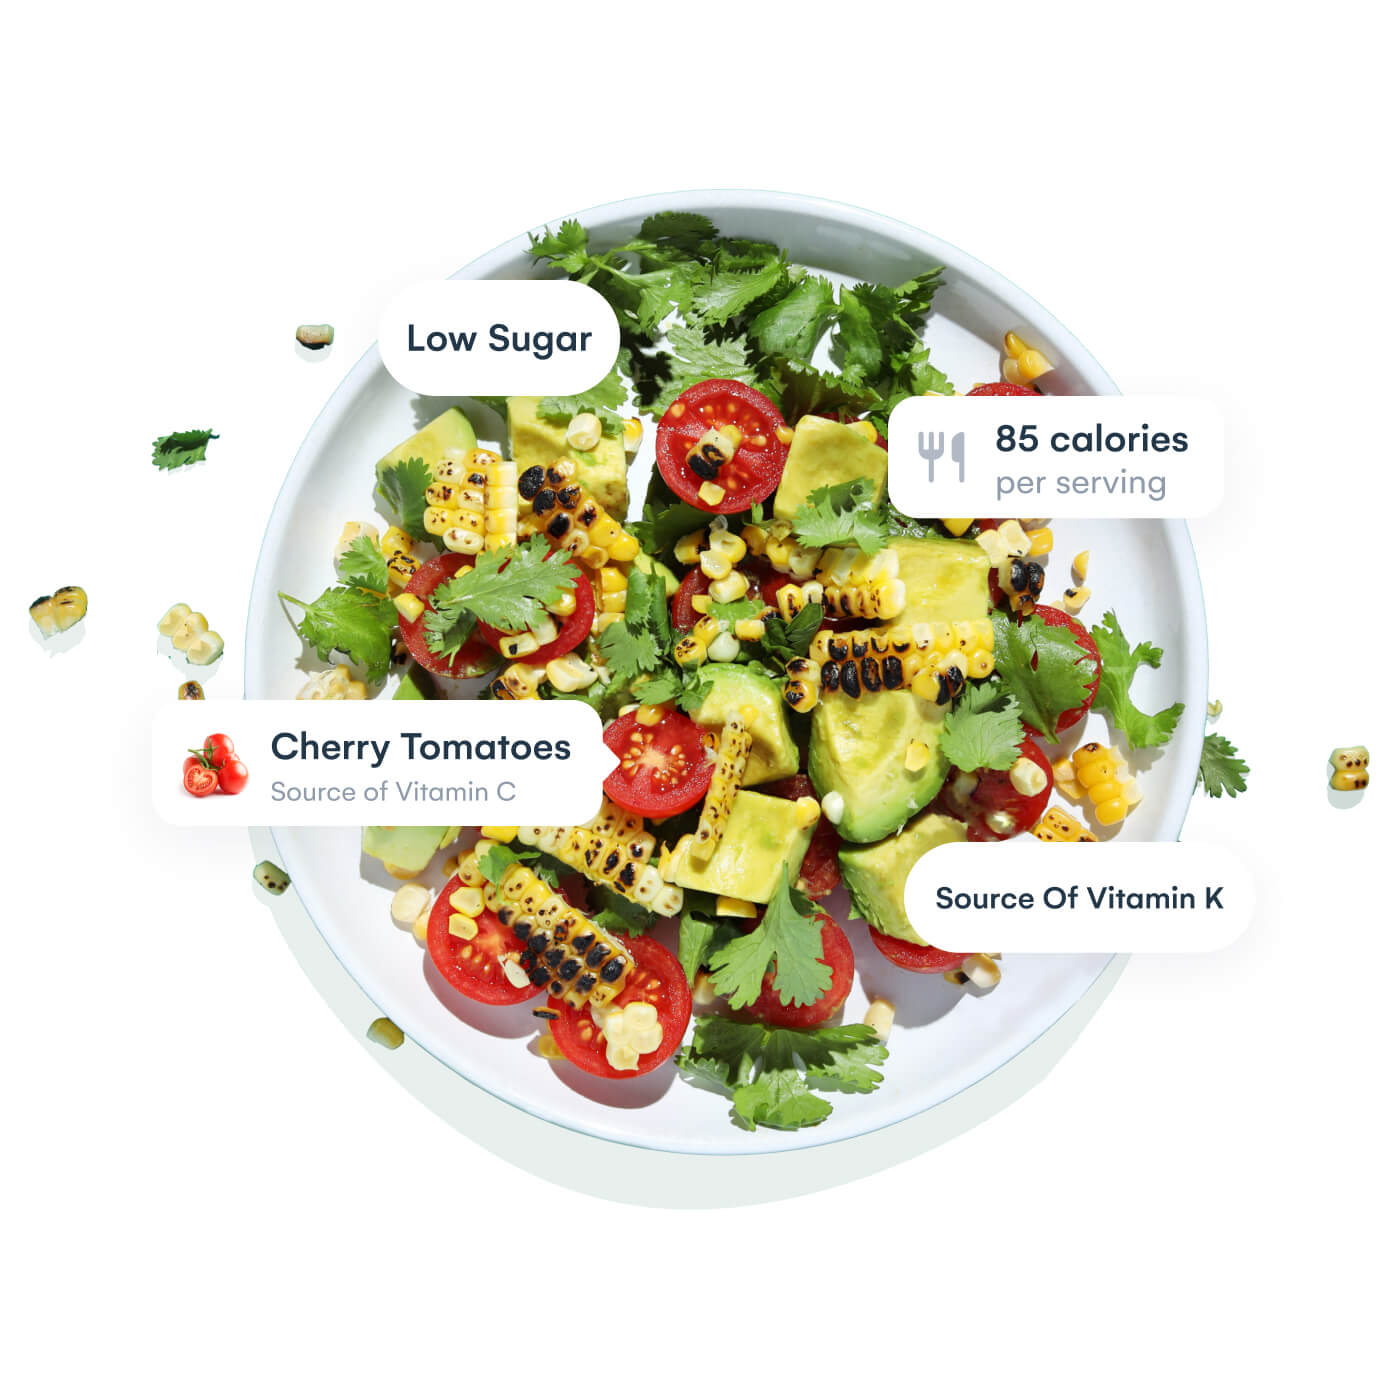 Low Sugar
85 calories
per serving
Cherry Tomatoes
Source of Vitamin C
Source Of Vitamin K